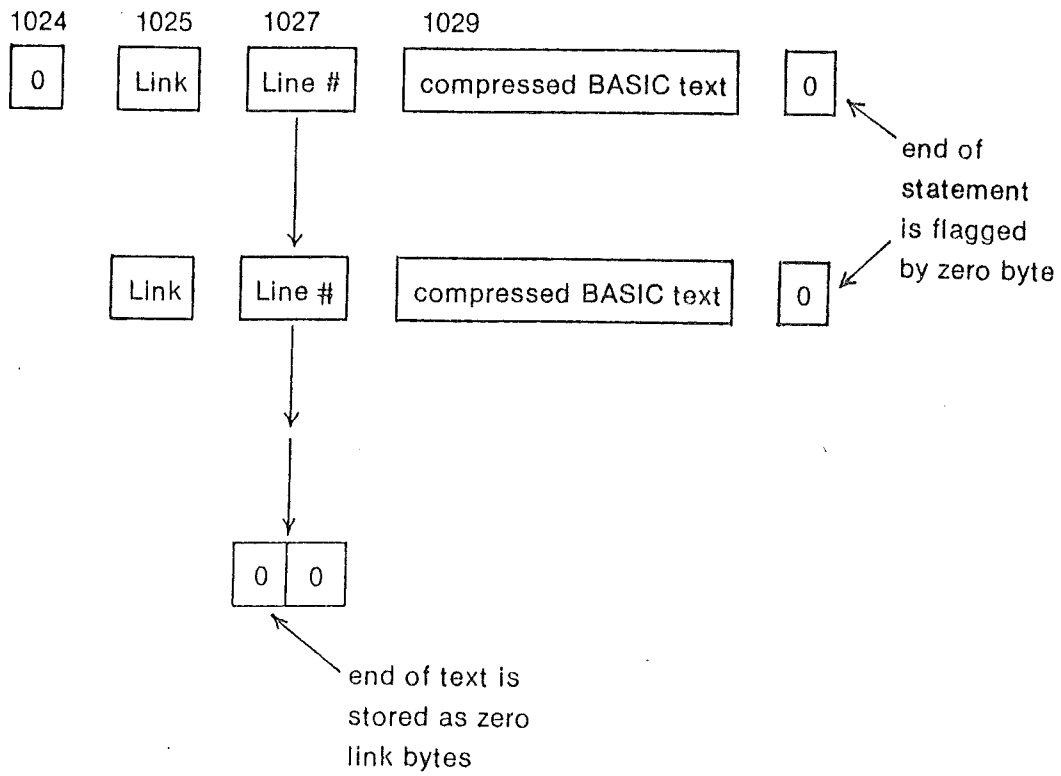 1024 1025 1027 1029
0 Link Line # compressed BASIC text 0
end of
statement
is flagged
by zero byte
Link Line # compressed BASIC text 0
0 0
end of text is
stored as zero
link bytes